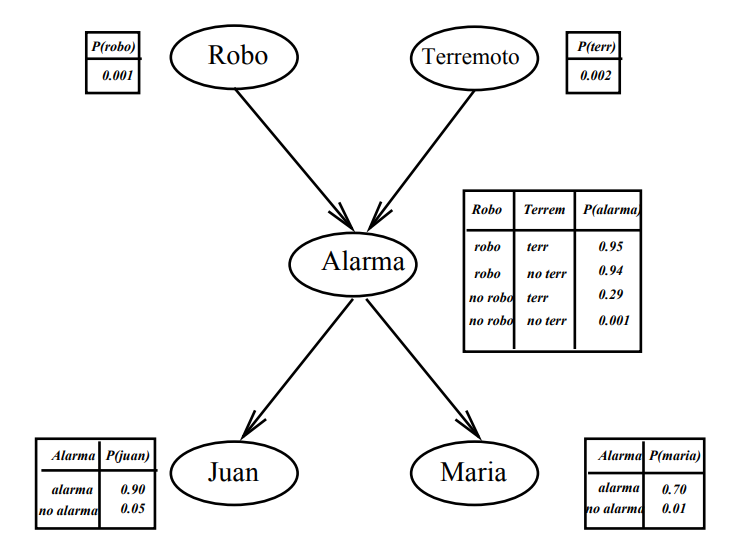 P(robo)
0.001
Robo
Terremoto
P(terr)
0.002
Robo Terrem P(alarma)
robo terr 0.95
robo no terr 0.94
no robo terr 0.29
no robo no terr 0.001
Alarma
Alarma P(juan)
alarma 0.90
no alarma 0.05
Juan
Maria
Alarma P(maria)
alarma 0.70
no alarma 0.01